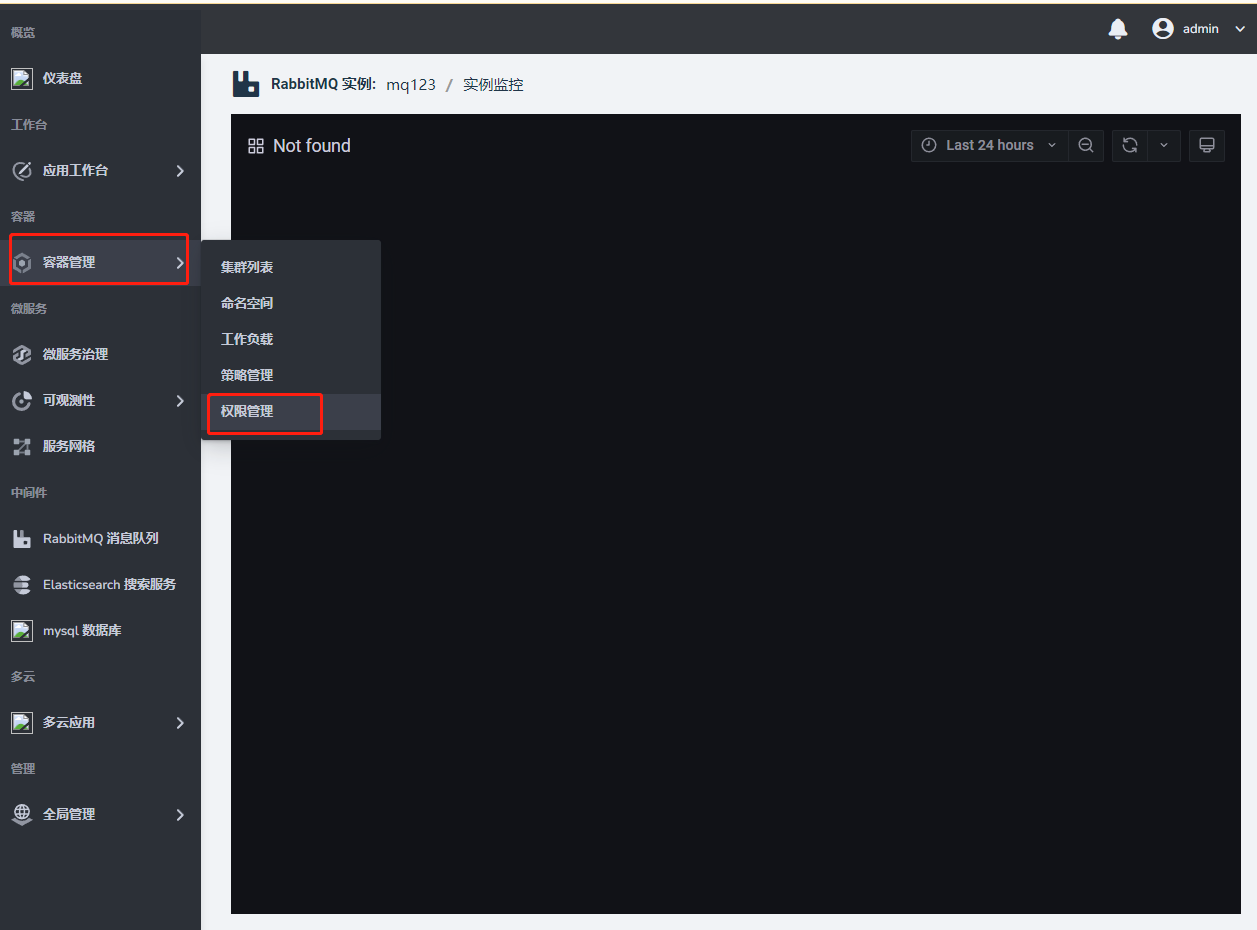 admin
概览
仪表盘
工作台
应用工作台
容器
容器管理
微服务
微服务治理
可观测性
服务网格
中间件
RabbitMQ 消息队列
Elasticsearch 搜索服务
mysql 数据库
多云
多云应用
管理
全局管理
集群列表
命名空间
工作负载
策略管理
权限管理
RabbitMQ 实例: mq123 / 实例监控
Not found
Last 24 hours